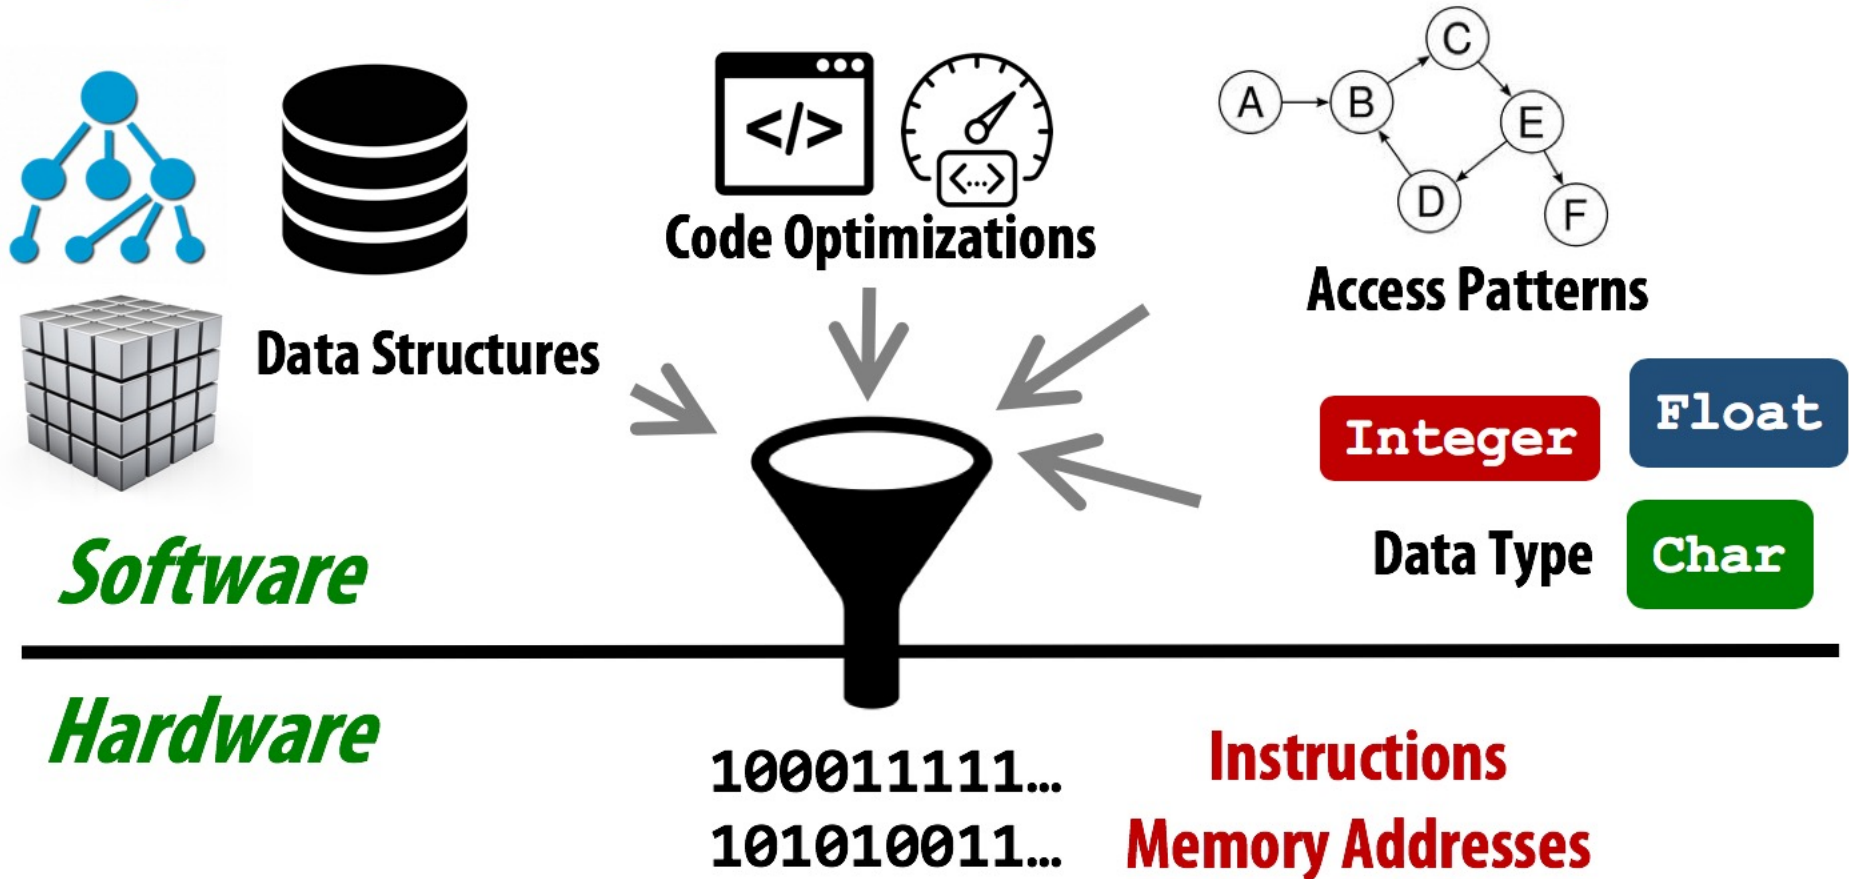 </>
<...>
Code Optimizations
A
B
C
E
D
F
Access Patterns
Data Structures
Integer
Float
Data Type
Char
Software
Hardware
100011111...
Instructions
101010011...
Memory Addresses